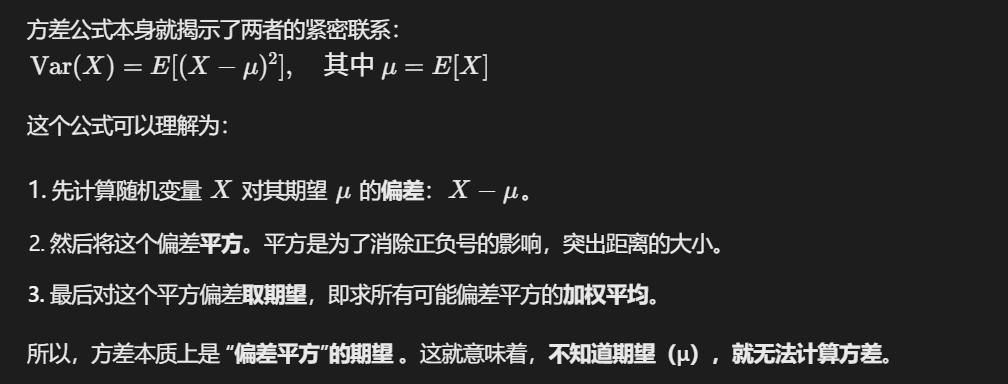 方差公式本身就揭示了两者的紧密联系：
Var(X) = E[(X − μ)²], 其中 μ = E[X]
这个公式可以理解为：
1. 先计算随机变量 X 对其期望 μ 的偏差：X − μ。
2. 然后将这个偏差平方。平方是为了消除正负号的影响，突出距离的大小。
3. 最后对这个平方偏差取期望，即求所有可能偏差平方的加权平均。
所以，方差本质上是 “偏差平方”的期望 。这就意味着，不知道期望（μ），就无法计算方差。